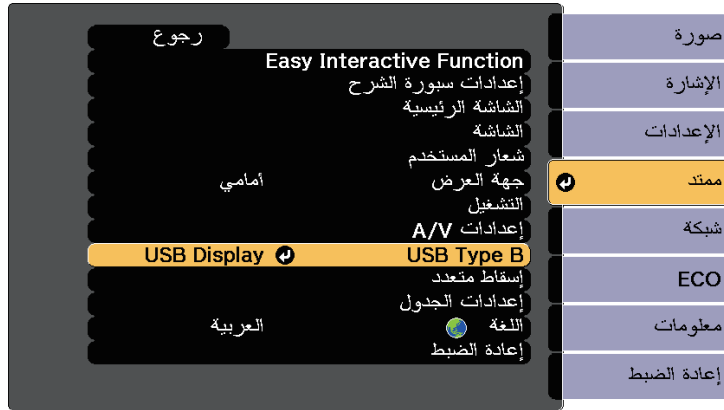 صورة
الإشارة
الإعدادات
ممتد
شبكة
ECO
معلومات
إعادة الضبط
رجوع
Easy Interactive Function
إعدادات سبورة الشرح
الشاشة الرئيسية
الشاشة
شعار المستخدم
جهة العرض أمامي
التشغيل
إعدادات A/V
USB Type B USB Display
إسقاط متعدد
إعدادات الجدول
اللغة العربية
إعادة الضبط